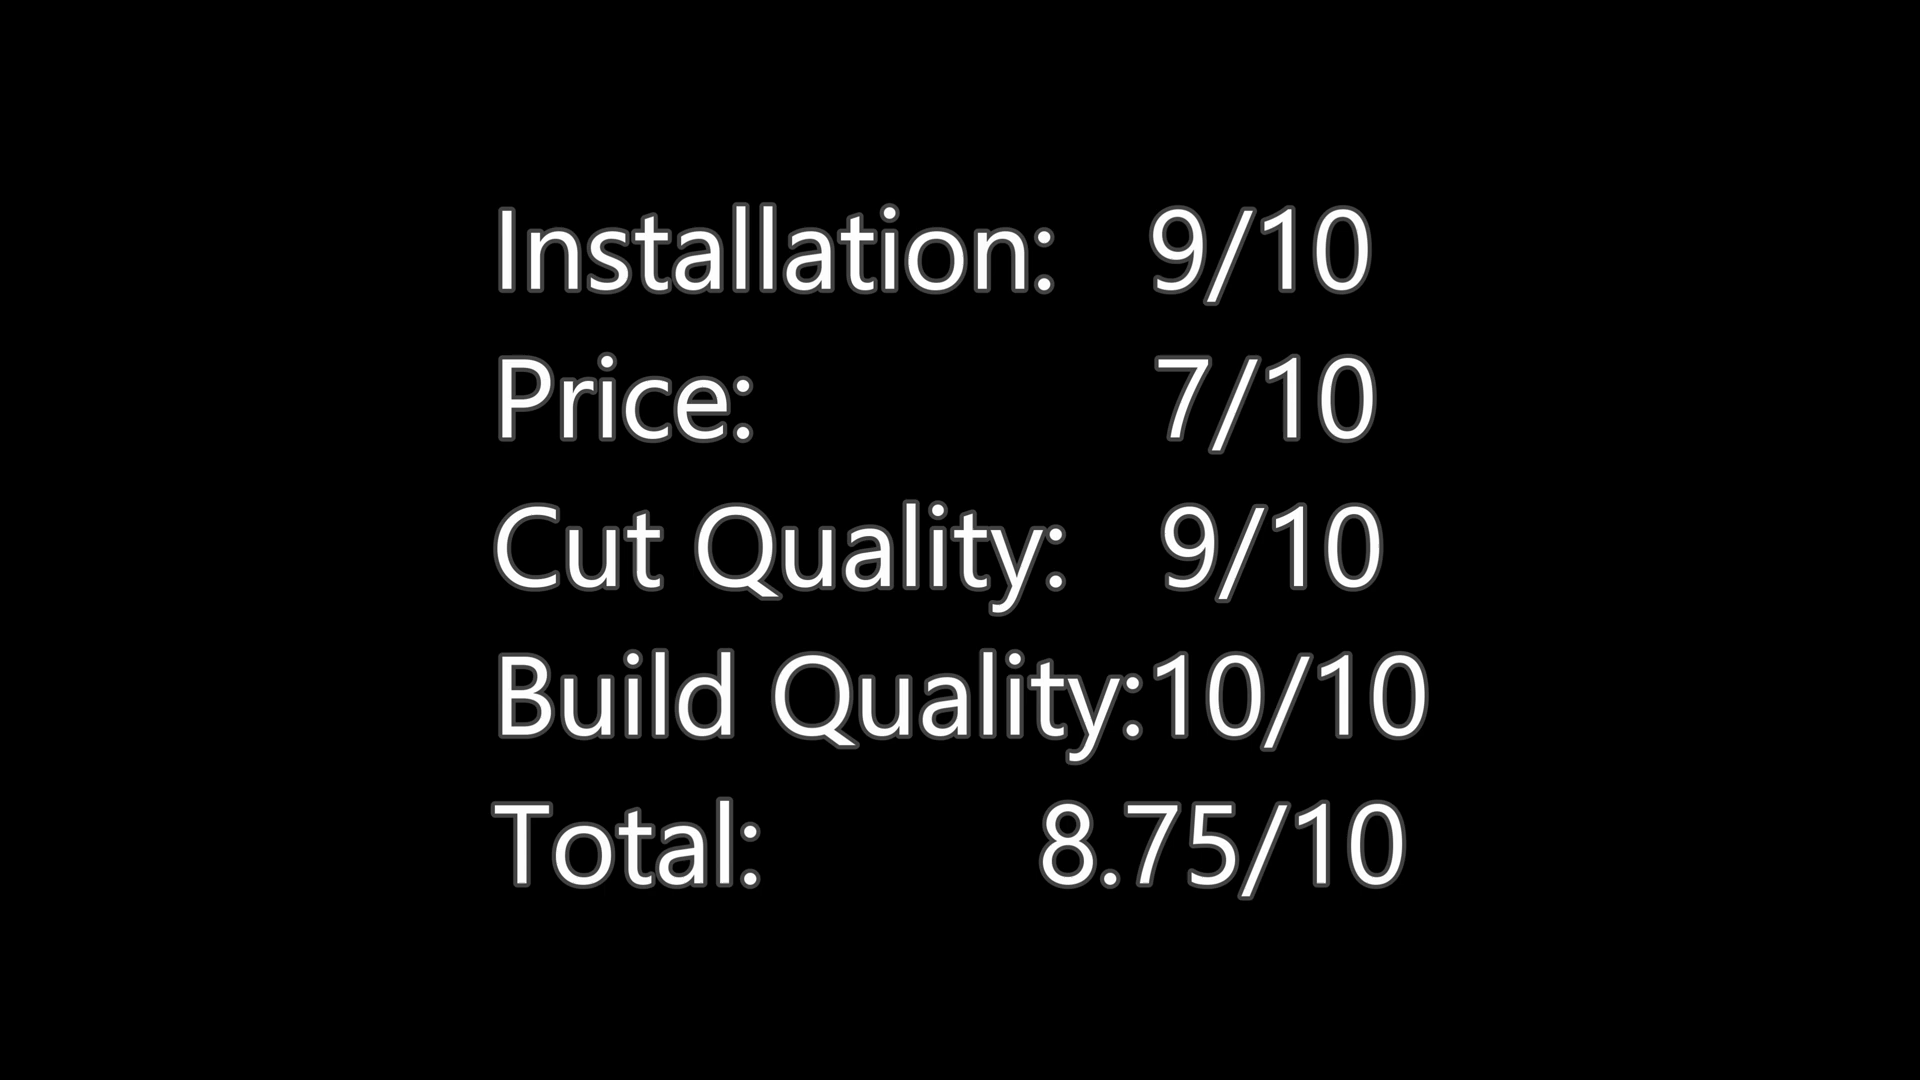 Installation: 9/10
Price: 7/10
Cut Quality: 9/10
Build Quality:10/10
Total: 8.75/10